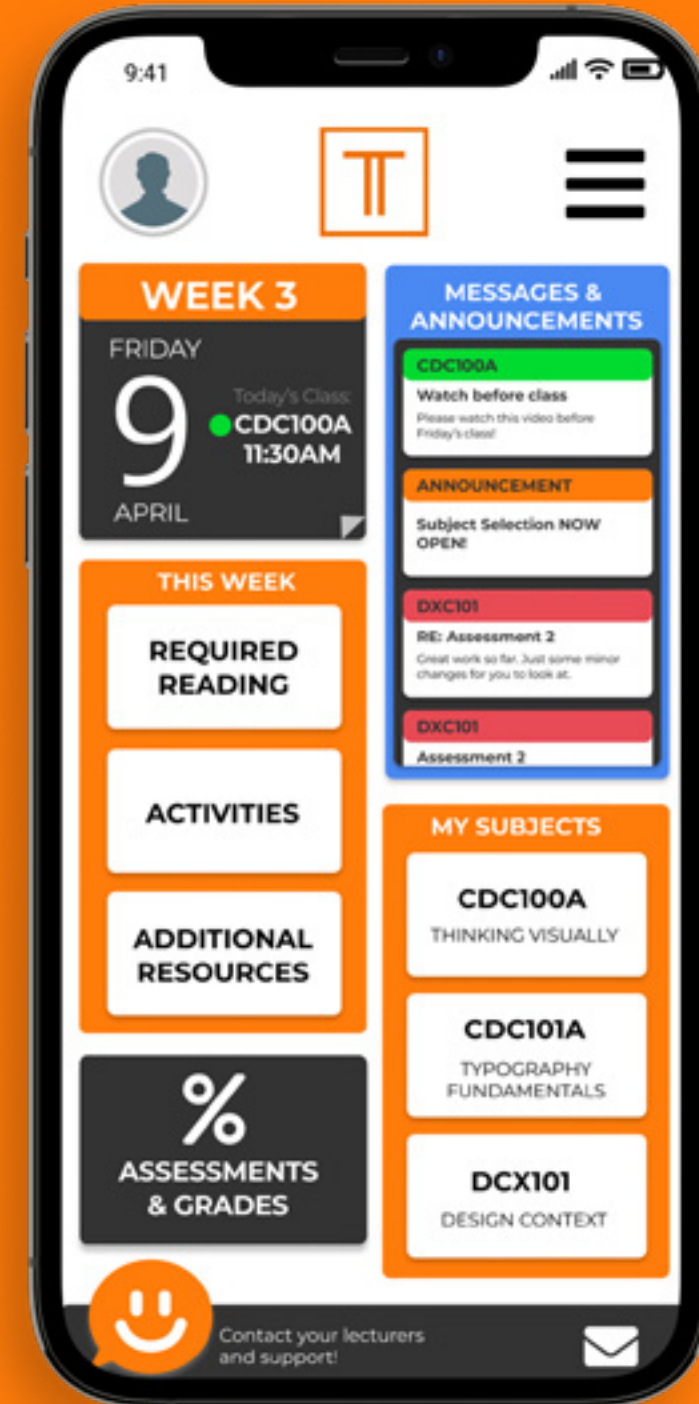 9:41
WEEK 3
FRIDAY
9
APRIL
Today's Class:
CDC100A
11:30AM
THIS WEEK
REQUIRED
READING
ACTIVITIES
ADDITIONAL
RESOURCES
%
ASSESSMENTS
& GRADES
MESSAGES &
ANNOUNCEMENTS
CDC100A
Watch before class
Please watch this video before
Friday's class!
ANNOUNCEMENT
Subject Selection NOW
OPEN!
DXC101
RE: Assessment 2
Great work so far. Just some minor
changes for you to look at.
DXC101
Assessment 2
MY SUBJECTS
CDC100A
THINKING VISUALLY
CDC101A
TYPOGRAPHY
FUNDAMENTALS
DCX101
DESIGN CONTEXT
Contact your lecturers
and support!